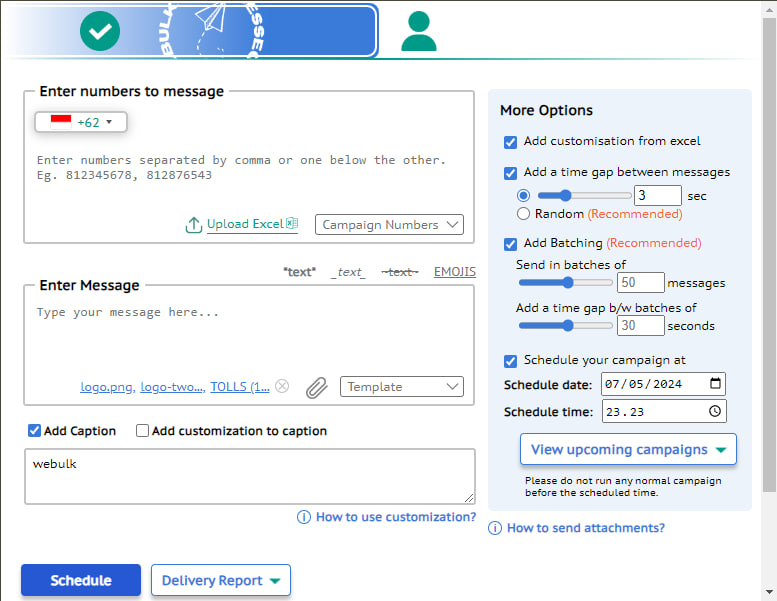 BULK
ESSES
Enter numbers to message
+62
Enter numbers separated by comma or one below the other.
Eg. 812345678, 812876543
Upload Excel
Campaign Numbers
*text* _text_ ~text~ EMOJIS
Enter Message
Type your message here...
logo.png, logo-two..., TOLLS (1...
Template
Add Caption
Add customization to caption
webulk
How to use customization?
Schedule
Delivery Report
More Options
Add customisation from excel
Add a time gap between messages
3 sec
Random (Recommended)
Add Batching (Recommended)
Send in batches of
50 messages
Add a time gap b/w batches of
30 seconds
Schedule your campaign at
Schedule date: 07/05/2024
Schedule time: 23.23
View upcoming campaigns
Please do not run any normal campaign
before the scheduled time.
How to send attachments?